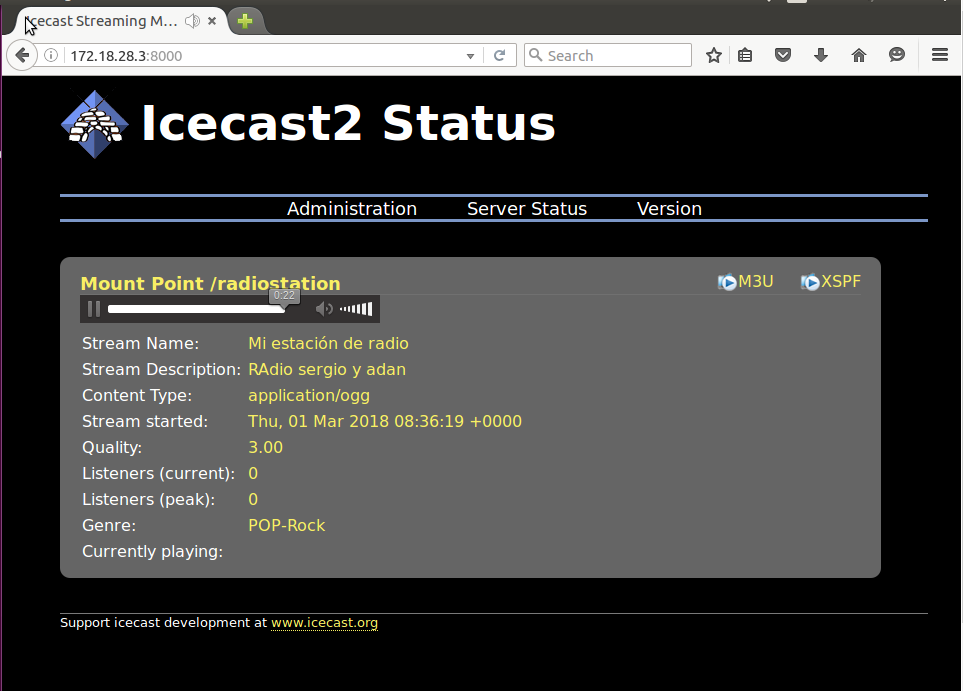 Icecast Streaming M...
172.18.28.3:8000
Search
Icecast2 Status
Administration Server Status Version
Mount Point /radiostation
M3U XSPF
0:22
Stream Name: Mi estación de radio
Stream Description: RAdio sergio y adan
Content Type: application/ogg
Stream started: Thu, 01 Mar 2018 08:36:19 +0000
Quality: 3.00
Listeners (current): 0
Listeners (peak): 0
Genre: POP-Rock
Currently playing:
Support icecast development at www.icecast.org